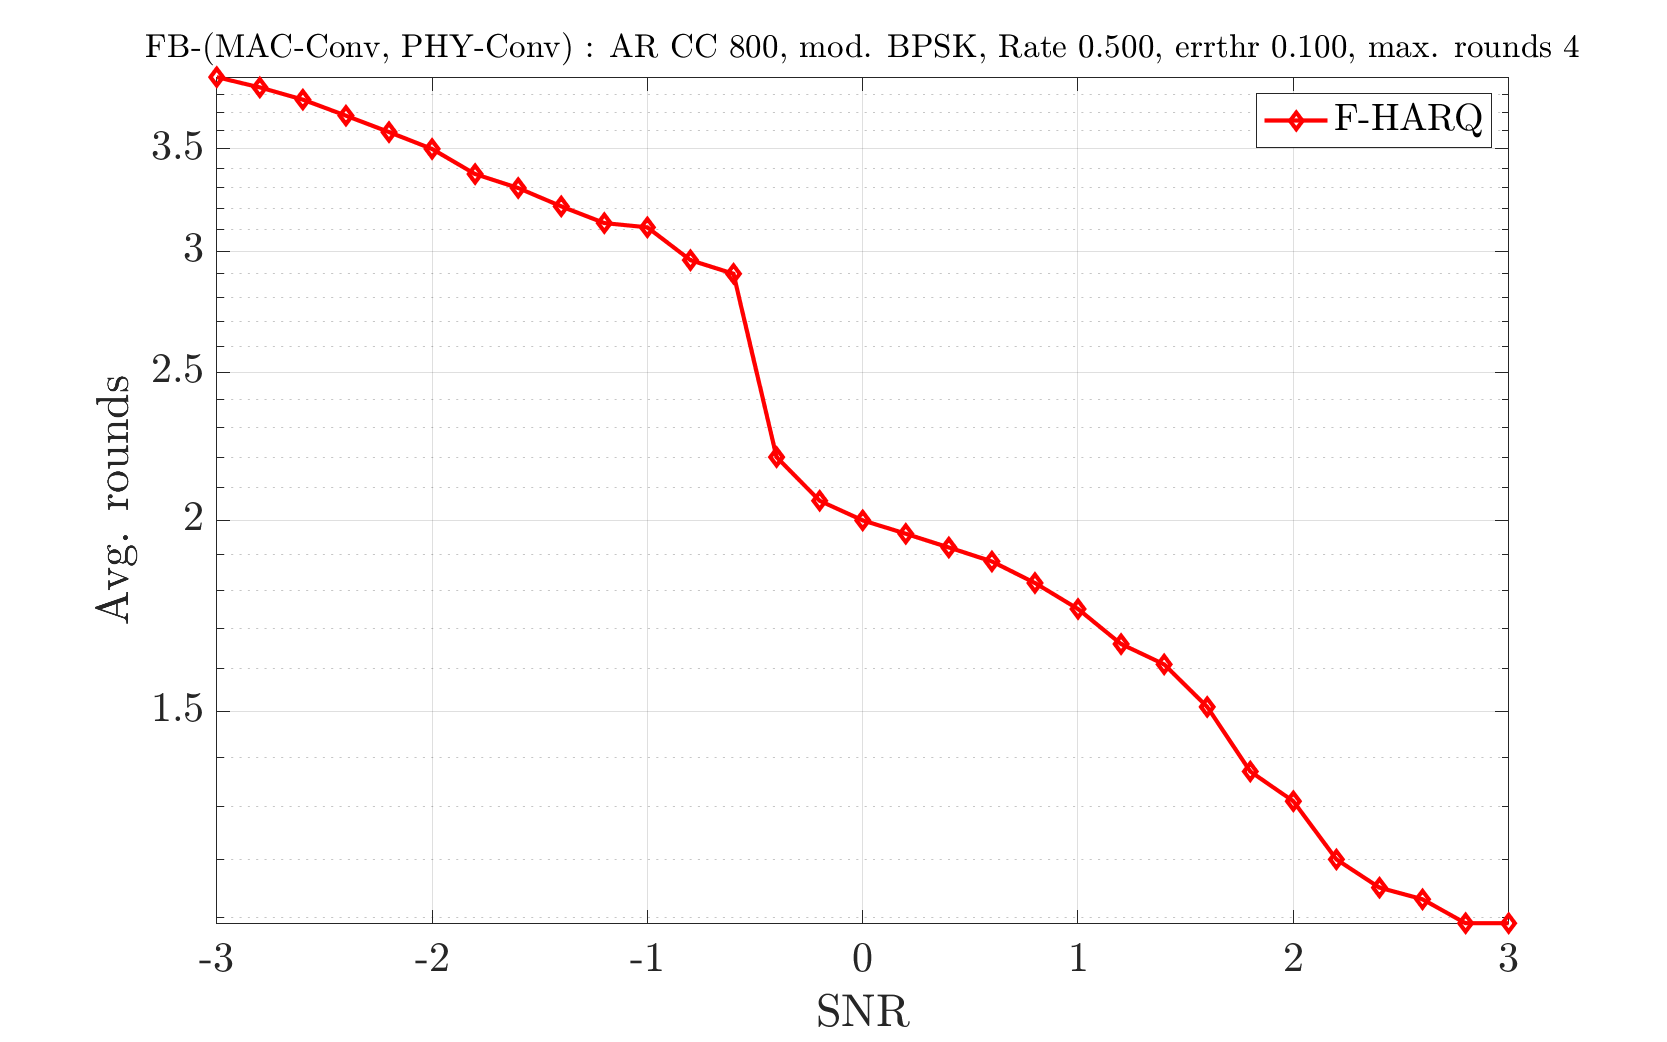 FB-(MAC-Conv, PHY-Conv) : AR CC 800, mod. BPSK, Rate 0.500, errthr 0.100, max. rounds 4
F-HARQ
3.5
3
2.5
2
1.5
Avg. rounds
-3 -2 -1 0 1 2 3
SNR